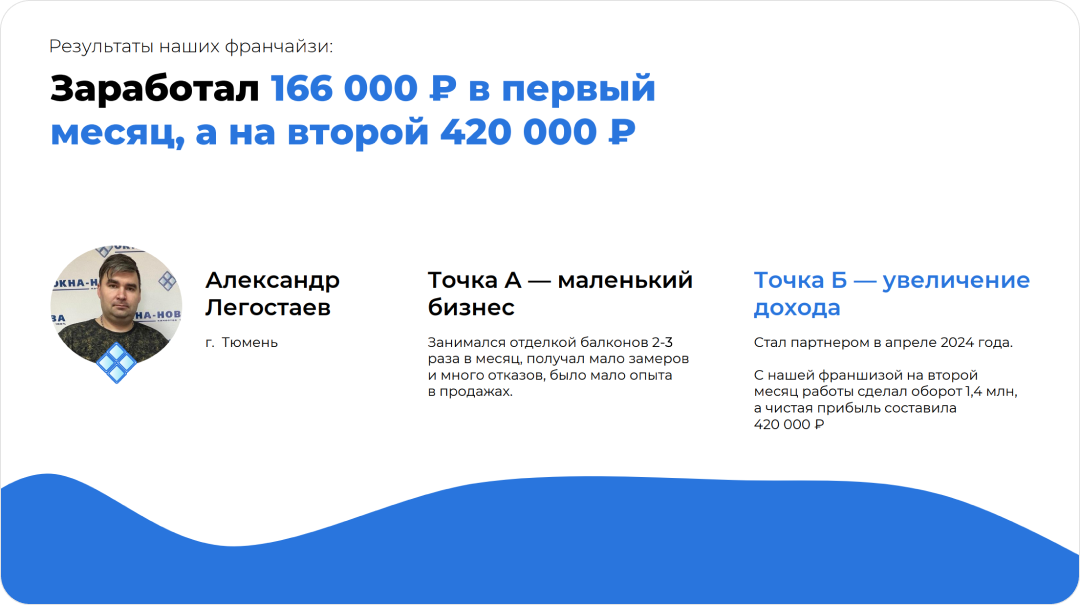 Результаты наших франчайзи:
Заработал 166 000 ₽ в первый
месяц, а на второй 420 000 ₽
Александр
Легостаев
г. Тюмень
Точка А — маленький
бизнес
Занимался отделкой балконов 2-3
раза в месяц, получал мало замеров
и много отказов, было мало опыта
в продажах.
Точка Б — увеличение
дохода
Стал партнером в апреле 2024 года.
С нашей франшизой на второй
месяц работы сделал оборот 1,4 млн,
а чистая прибыль составила
420 000 ₽